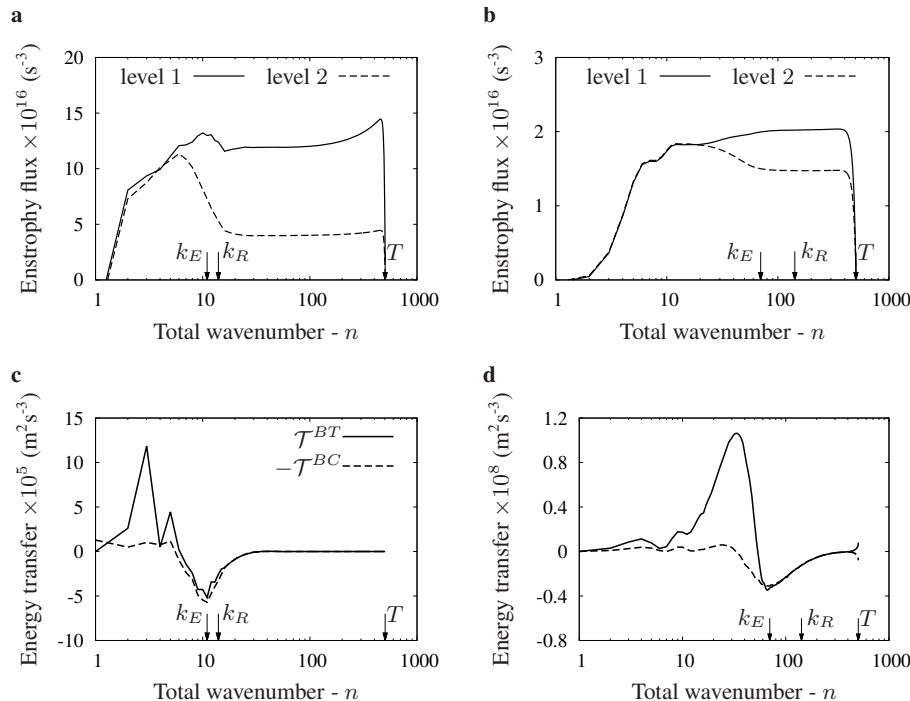 a
Enstrophy flux ×10^16 (s^-3)
20
15
10
5
0
level 1
level 2
k_E
k_R
T
1
10
100
1000
Total wavenumber - n
b
Enstrophy flux ×10^16 (s^-3)
3
2
1
0
level 1
level 2
k_E
k_R
T
1
10
100
1000
Total wavenumber - n
c
Energy transfer ×10^5 (m^2s^-3)
15
10
5
0
-5
-10
𝒯^BT
−𝒯^BC
k_E
k_R
T
1
10
100
1000
Total wavenumber - n
d
Energy transfer ×10^8 (m^2s^-3)
1.2
0.8
0.4
-0.0
-0.4
-0.8
k_E
k_R
T
1
10
100
1000
Total wavenumber - n